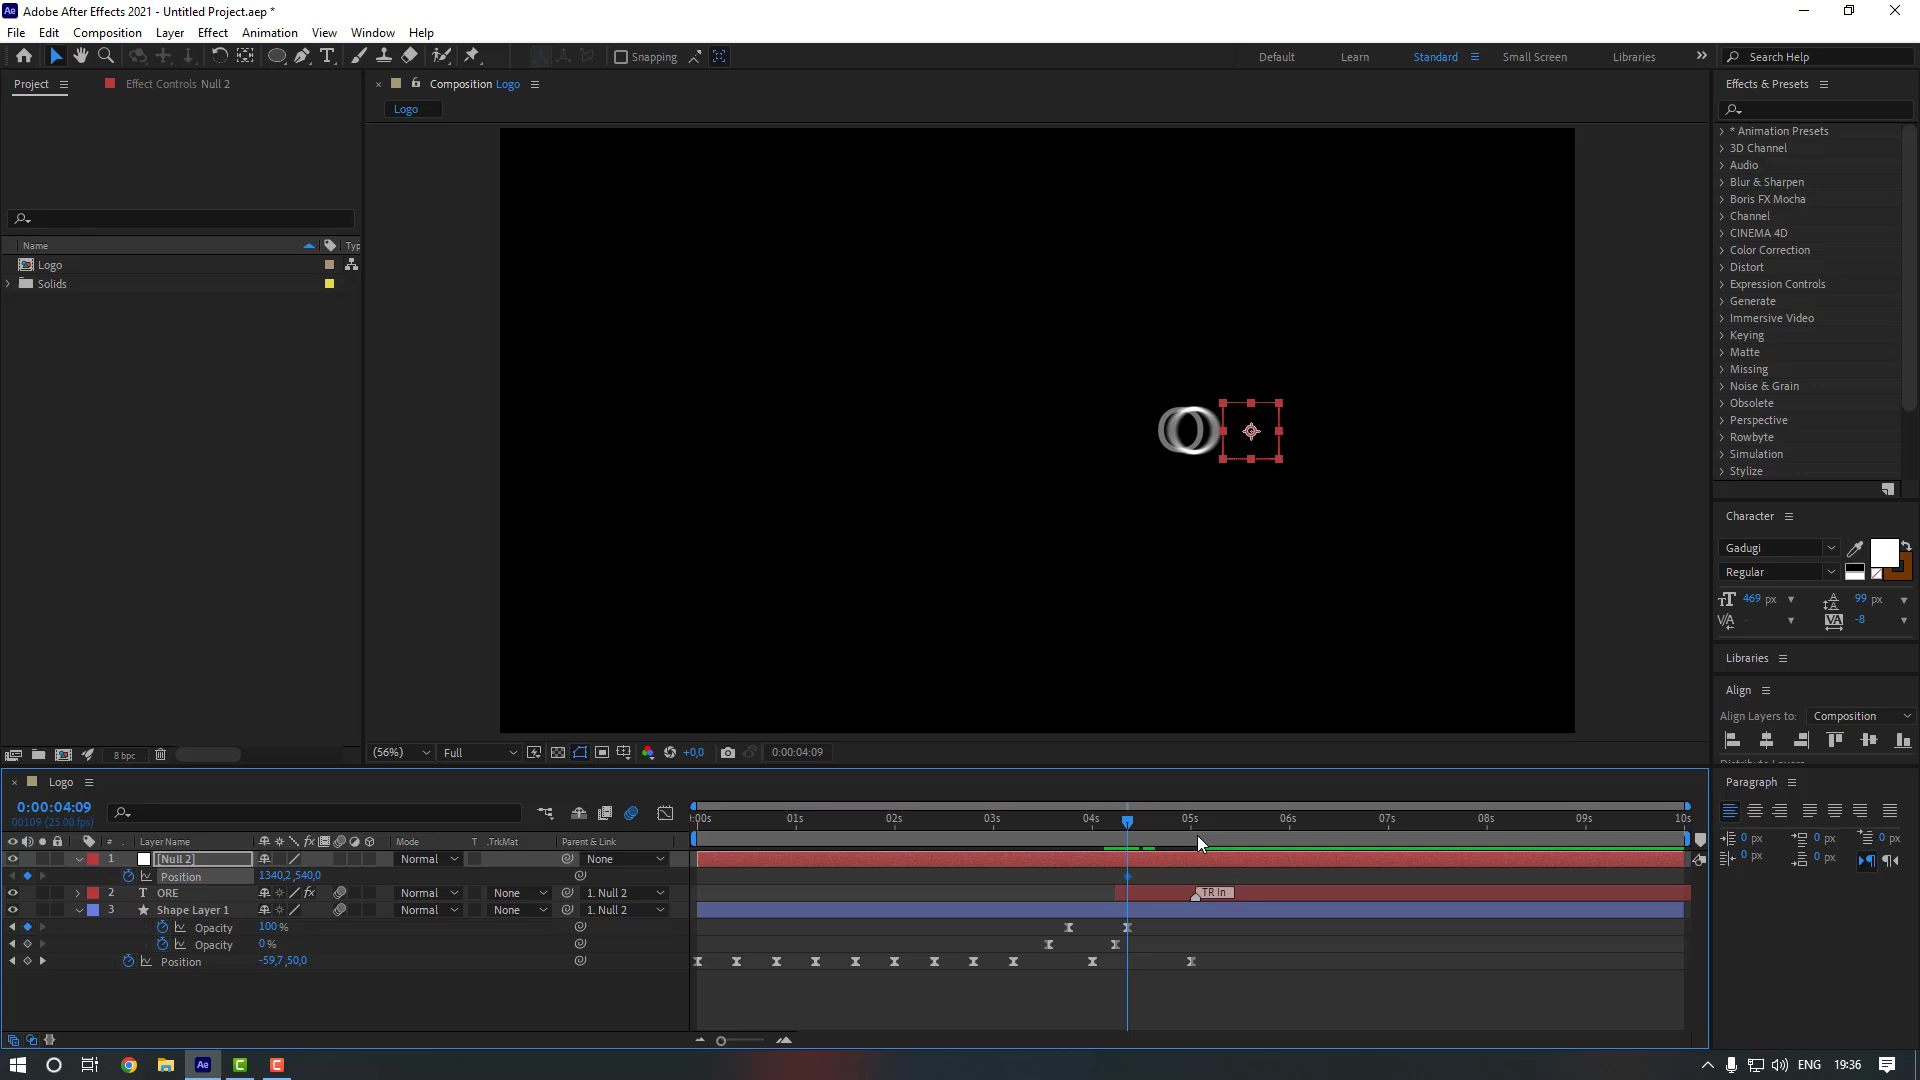 Adobe After Effects 2021 - Untitled Project.aep *
File Edit Composition Layer Effect Animation View Window Help
Snapping Default Learn Standard Small Screen Libraries Search Help
Project Effect Controls Null 2
Composition Logo
Logo
Name Typ
Logo
Solids
8 bpc
(56%) Full +0,0 0:00:04:09
Effects & Presets
* Animation Presets
3D Channel
Audio
Blur & Sharpen
Boris FX Mocha
Channel
CINEMA 4D
Color Correction
Distort
Expression Controls
Generate
Immersive Video
Keying
Matte
Missing
Noise & Grain
Obsolete
Perspective
Rowbyte
Simulation
Stylize
Character
Gadugi
Regular
469 px 99 px
- -8
Libraries
Align
Align Layers to: Composition
Paragraph
0 px 0 px 0 px
0 px 0 px
Logo
0:00:04:09
00109 (25.00 fps)
:00s 01s 02s 03s 04s 05s 06s 07s 08s 09s 10s
# Layer Name Mode T .TrkMat Parent & Link
1 [Null 2] Normal None
Position 1340,2,540,0
2 T ORE Normal None 1. Null 2 TR In
3 Shape Layer 1 Normal None 1. Null 2
Opacity 100 %
Opacity 0 %
Position -59,7,50,0
ENG 19:36